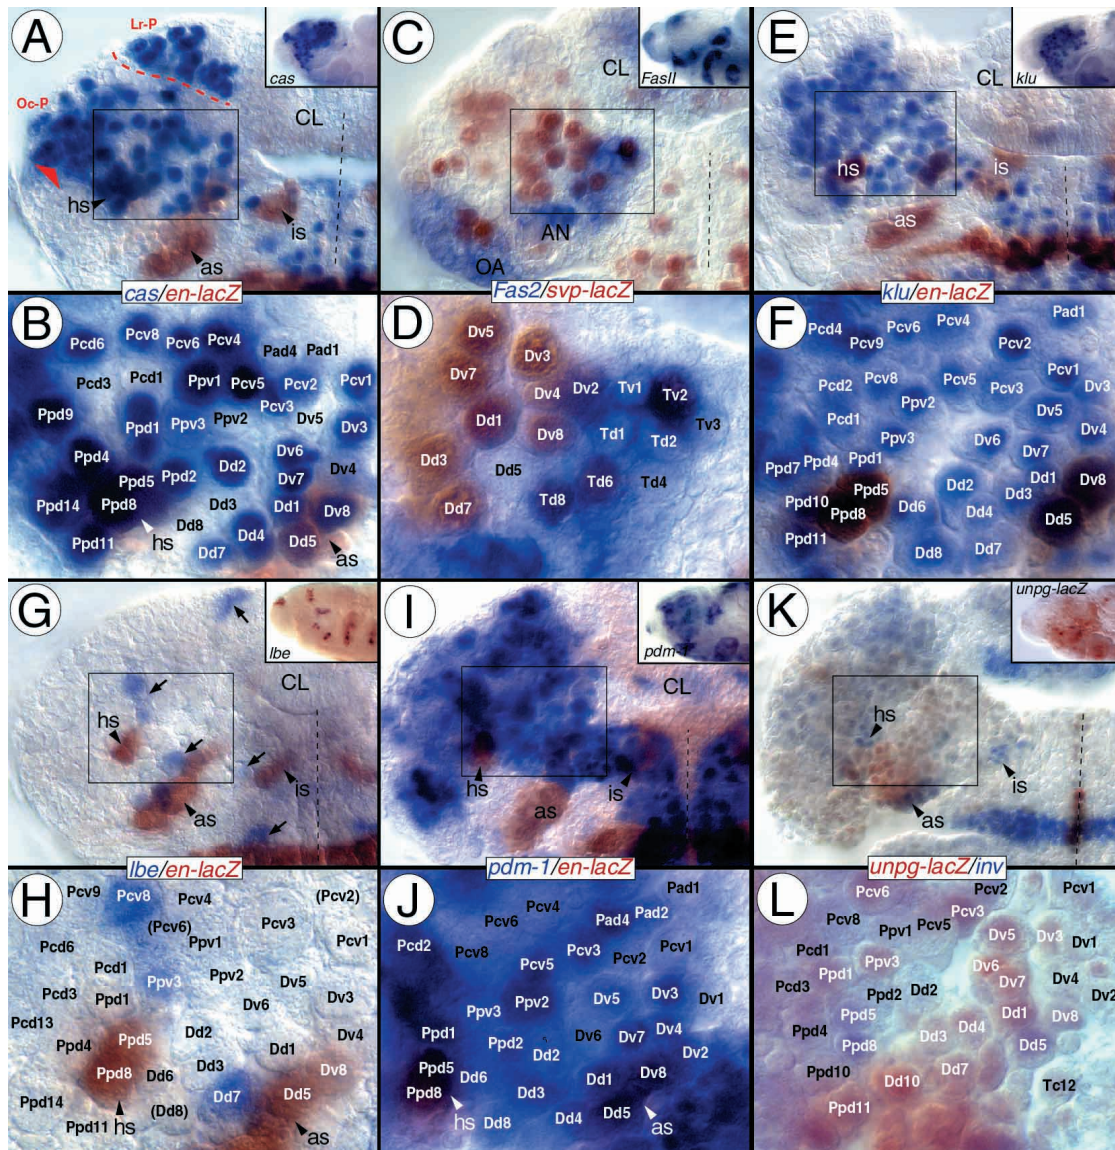 A
Lr-P
Oc-P
cas
CL
hs
is
as
cas/en-lacZ
B
Pcd6
Pcv8
Pcv6
Pcv4
Pad4
Pad1
Pcd3
Pcd1
Ppv1
Pcv5
Pcv2
Pcv1
Ppd9
Ppd1
Ppv3
Ppv2
Pcv3
Dv5
Dv3
Ppd4
Ppd5
Ppd2
Dd2
Dv6
Dv4
Dv7
Ppd14
Ppd8
Dd3
Dd1
Dv8
hs
Dd8
Ppd11
Dd7
Dd4
Dd5
as
C
CL
FasII
AN
OA
Fas2/svp-lacZ
D
Dv5
Dv3
Dv7
Dv4
Dv2
Tv1
Tv2
Dd1
Dv8
Td1
Td2
Tv3
Dd3
Dd5
Td6
Td4
Dd7
Td8
E
CL
klu
hs
is
as
klu/en-lacZ
F
Pcd4
Pcv9
Pcv6
Pcv4
Pad1
Pcv2
Pcd2
Pcv8
Pcv5
Pcv3
Pcv1
Dv3
Ppv2
Pcd1
Dv5
Dv4
Ppv3
Dv6
Dv7
Ppd7
Ppd4
Ppd1
Ppd5
Dd2
Dd1
Dv8
Ppd10
Ppd8
Dd6
Dd3
Dd4
Dd5
Ppd11
Dd8
Dd7
G
lbe
CL
hs
is
as
lbe/en-lacZ
H
Pcv9
Pcv8
Pcv4
(Pcv2)
(Pcv6)
Pcv3
Pcd6
Ppv1
Pcv1
Pcd1
Ppv3
Ppv2
Dv5
Pcd3
Ppd1
Dv6
Dv3
Pcd13
Ppd5
Dd2
Dv4
Ppd4
Dd1
Ppd8
Dd6
Dd3
Dv8
Ppd14
(Dd8)
Dd7
Dd5
Ppd11
hs
as
I
pdm-1
CL
hs
is
as
pdm-1/en-lacZ
J
Pad1
Pcv6
Pcv4
Pad4
Pad2
Pcd2
Pcv8
Pcv5
Pcv3
Pcv2
Pcv1
Ppv3
Ppv2
Dv5
Dv3
Dv1
Ppd1
Ppd2
Dd2
Dv6
Dv7
Dv4
Dv2
Ppd5
Dd6
Dd1
Dv8
Ppd8
Dd3
hs
Dd8
Dd4
Dd5
as
K
unpg-lacZ
hs
is
as
unpg-lacZ/inv
L
Pcv6
Pcv2
Pcv1
Pcv8
Ppv1
Pcv5
Pcv3
Dv5
Dv3
Dv1
Pcd1
Ppd1
Ppv3
Dv6
Dv4
Pcd3
Ppd2
Dd2
Dv7
Dv2
Ppd5
Dd1
Dv8
Ppd4
Dd3
Dd4
Ppd8
Dd5
Ppd10
Dd10
Dd7
Tc12
Ppd11